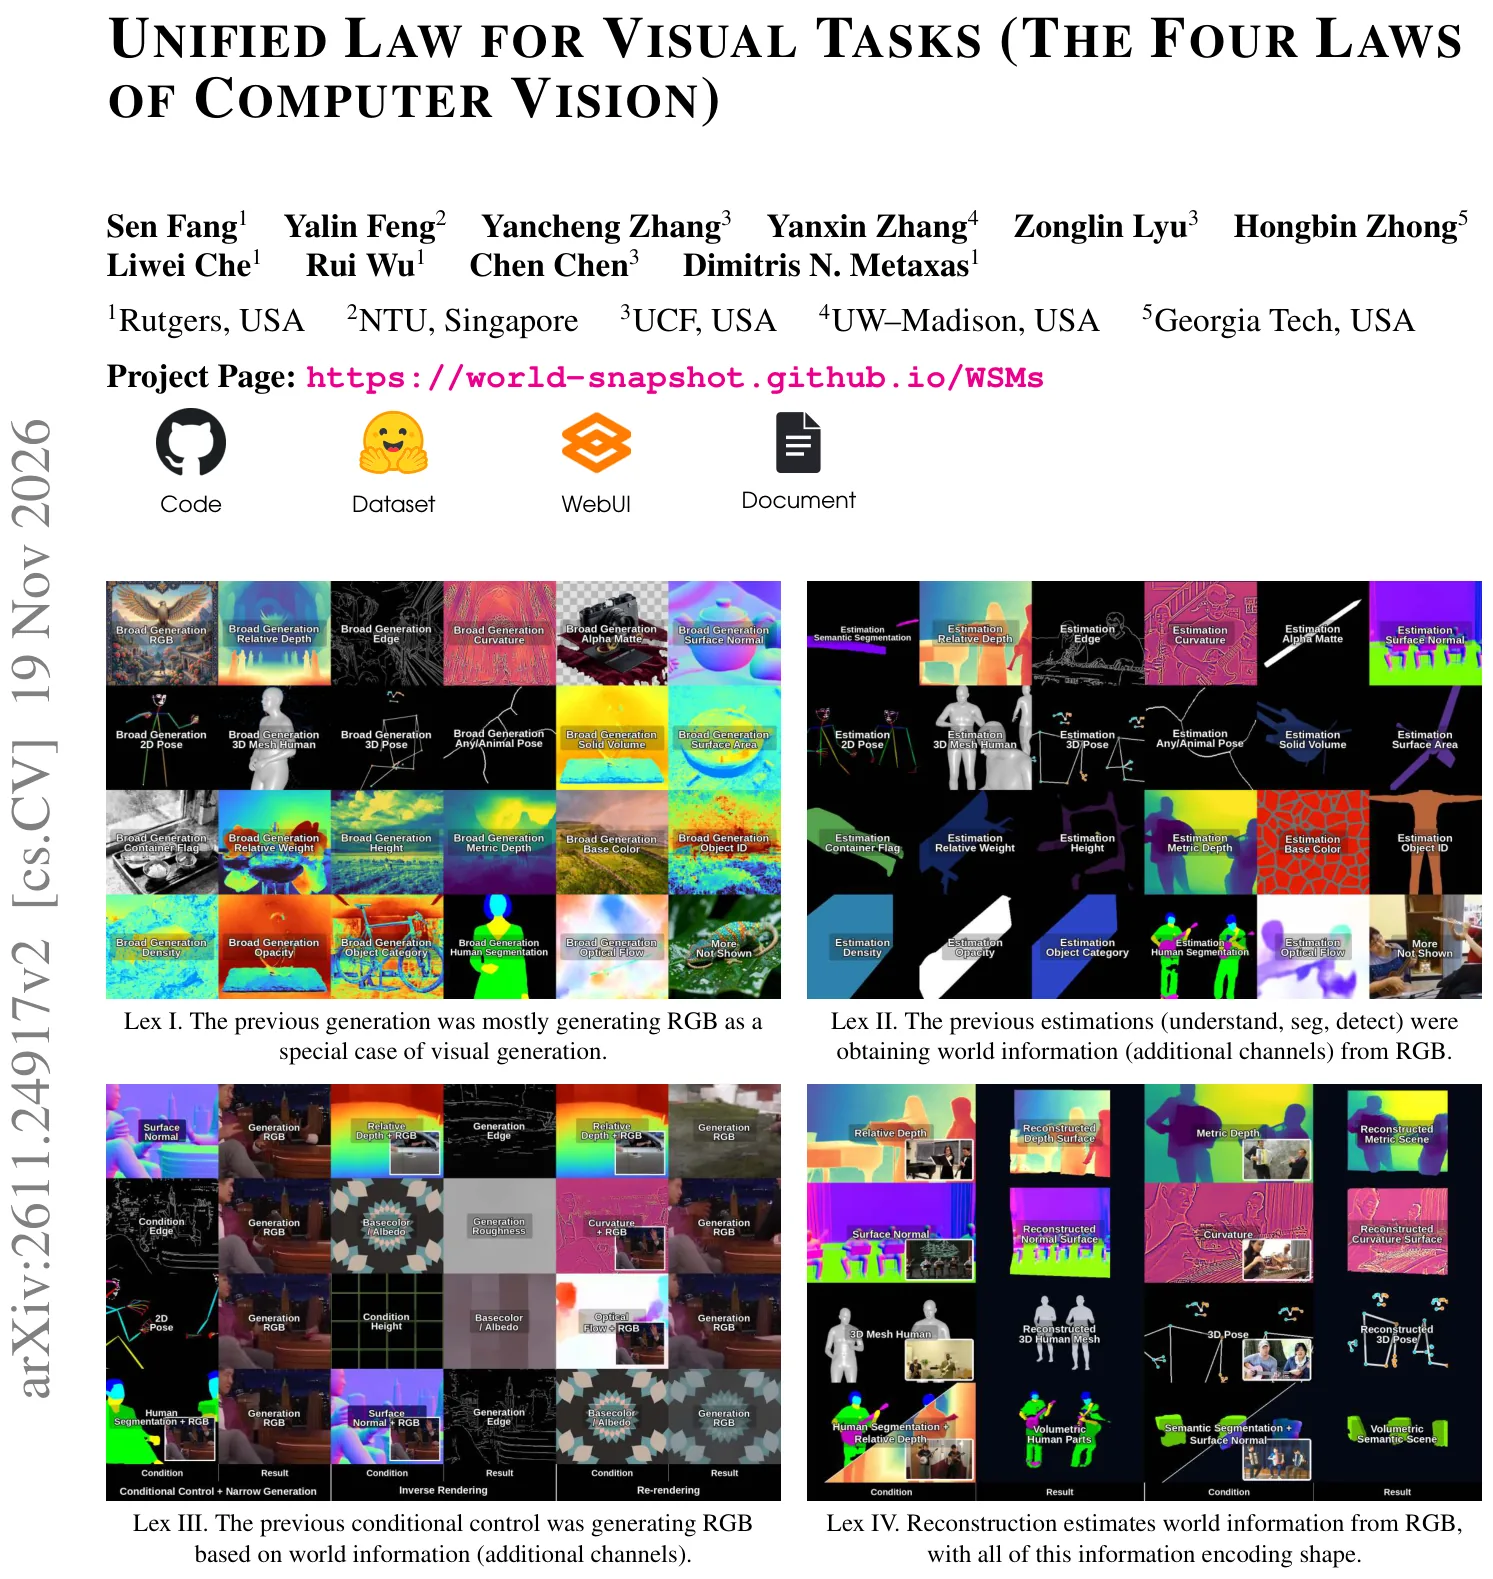 UNIFIED LAW FOR VISUAL TASKS (THE FOUR LAWS
OF COMPUTER VISION)
Sen Fang1 Yalin Feng2 Yancheng Zhang3 Yanxin Zhang4 Zonglin Lyu3 Hongbin Zhong5
Liwei Che1 Rui Wu1 Chen Chen3 Dimitris N. Metaxas1
1Rutgers, USA 2NTU, Singapore 3UCF, USA 4UW–Madison, USA 5Georgia Tech, USA
Project Page: https://world-snapshot.github.io/WSMs
Code Dataset WebUI Document
arXiv:2611.24917v2 [cs.CV] 19 Nov 2026
Broad Generation RGB
Broad Generation Relative Depth
Broad Generation Edge
Broad Generation Curvature
Broad Generation Alpha Matte
Broad Generation Surface Normal
Broad Generation 2D Pose
Broad Generation 3D Mesh Human
Broad Generation 3D Pose
Broad Generation Any/Animal Pose
Broad Generation Solid Volume
Broad Generation Surface Area
Broad Generation Container Flag
Broad Generation Relative Weight
Broad Generation Height
Broad Generation Metric Depth
Broad Generation Base Color
Broad Generation Object ID
Broad Generation Density
Broad Generation Opacity
Broad Generation Object Category
Broad Generation Human Segmentation
Broad Generation Optical Flow
More Not Shown
Lex I. The previous generation was mostly generating RGB as a
special case of visual generation.
Estimation Semantic Segmentation
Estimation Relative Depth
Estimation Edge
Estimation Curvature
Estimation Alpha Matte
Estimation Surface Normal
Estimation 2D Pose
Estimation 3D Mesh Human
Estimation 3D Pose
Estimation Any/Animal Pose
Estimation Solid Volume
Estimation Surface Area
Estimation Container Flag
Estimation Relative Weight
Estimation Height
Estimation Metric Depth
Estimation Base Color
Estimation Object ID
Estimation Density
Estimation Opacity
Estimation Object Category
Estimation Human Segmentation
Estimation Optical Flow
More Not Shown
Lex II. The previous estimations (understand, seg, detect) were
obtaining world information (additional channels) from RGB.
Surface Normal
Generation RGB
Relative Depth + RGB
Generation Edge
Relative Depth + RGB
Generation RGB
Condition Edge
Generation RGB
Basecolor / Albedo
Generation Roughness
Curvature + RGB
Generation RGB
2D Pose
Generation RGB
Condition Height
Basecolor / Albedo
Optical Flow + RGB
Generation RGB
Human Segmentation + RGB
Generation RGB
Surface Normal + RGB
Generation Edge
Basecolor / Albedo
Generation RGB
Condition Result Condition Result Condition Result
Conditional Control + Narrow Generation Inverse Rendering Re-rendering
Lex III. The previous conditional control was generating RGB
based on world information (additional channels).
Relative Depth
Reconstructed Depth Surface
Metric Depth
Reconstructed Metric Scene
Surface Normal
Reconstructed Normal Surface
Curvature
Reconstructed Curvature Surface
3D Mesh Human
Reconstructed 3D Human Mesh
3D Pose
Reconstructed 3D Pose
Human Segmentation + Relative Depth
Volumetric Human Parts
Semantic Segmentation + Surface Normal
Volumetric Semantic Scene
Condition Result Condition Result
Lex IV. Reconstruction estimates world information from RGB,
with all of this information encoding shape.